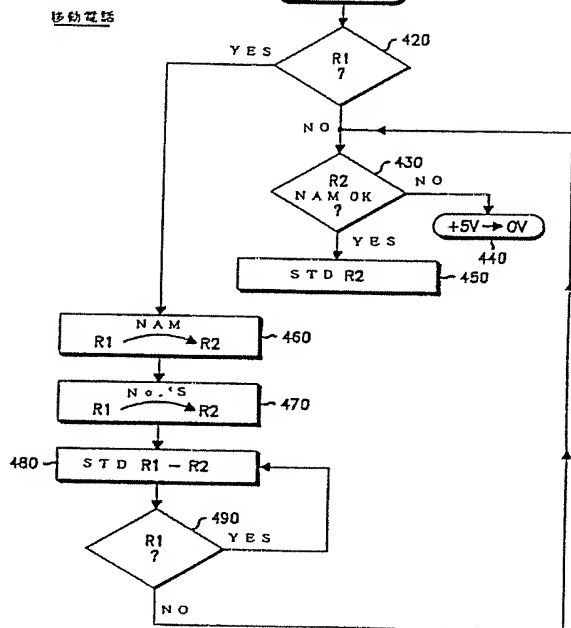 移動電話
420
YES
R1
?
NO
430
R2
NAM OK
?
NO
+5V → 0V
440
YES
STD R2
450
NAM
R1 R2
460
No.'S
R1 R2
470
480
STD R1 - R2
490
R1
?
YES
NO